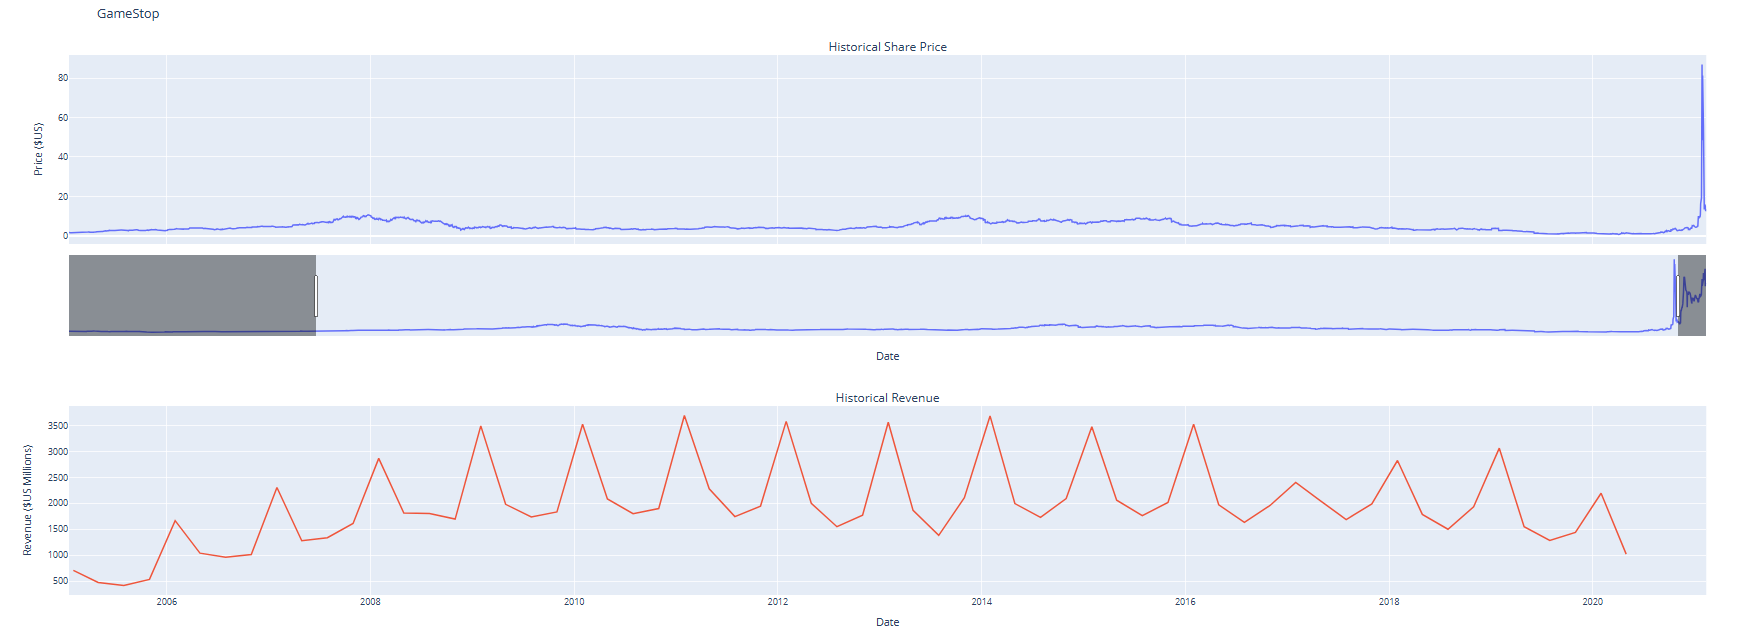 GameStop
Historical Share Price
80
60
40
20
0
Price ($US)
Date
Historical Revenue
3500
3000
2500
2000
1500
1000
500
Revenue ($US Millions)
2006 2008 2010 2012 2014 2016 2018 2020
Date